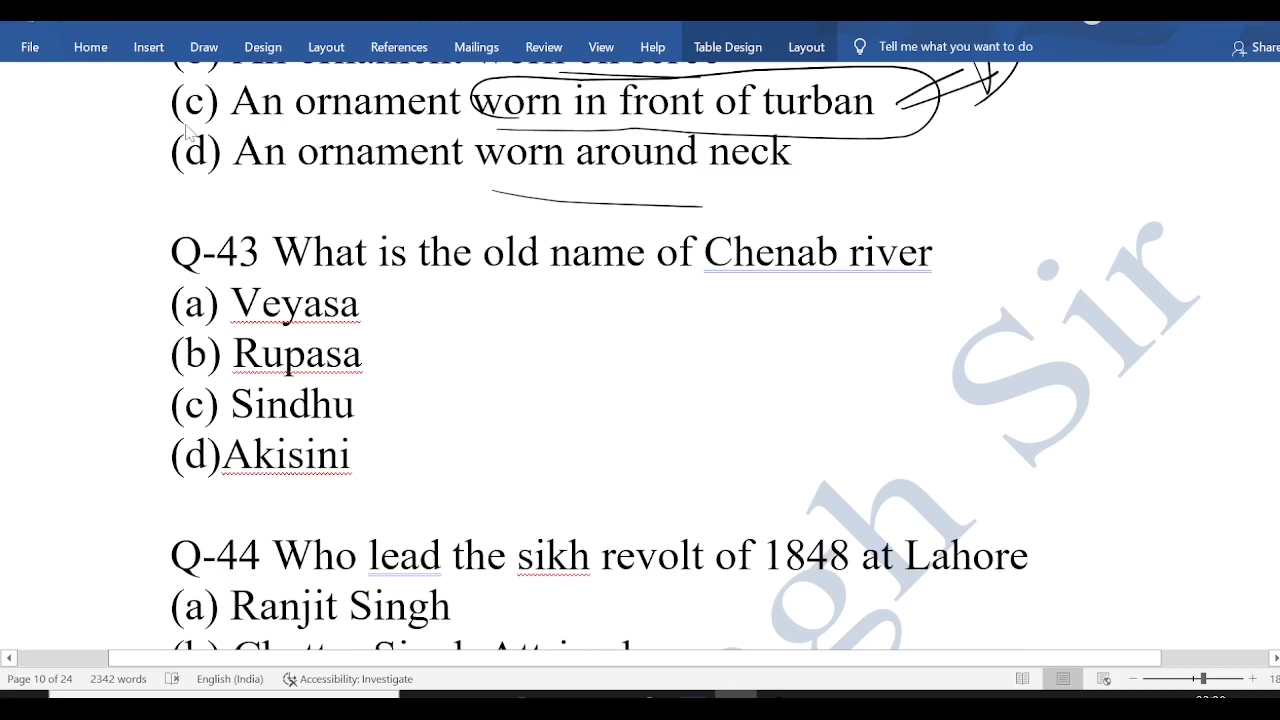 File Home Insert Draw Design Layout References Mailings Review View Help Table Design Layout Tell me what you want to do Share
(c) An ornament worn in front of turban
(d) An ornament worn around neck
Q-43 What is the old name of Chenab river
(a) Veyasa
(b) Rupasa
(c) Sindhu
(d)Akisini
Q-44 Who lead the sikh revolt of 1848 at Lahore
(a) Ranjit Singh
Sir
Page 10 of 24 2342 words English (India) Accessibility: Investigate